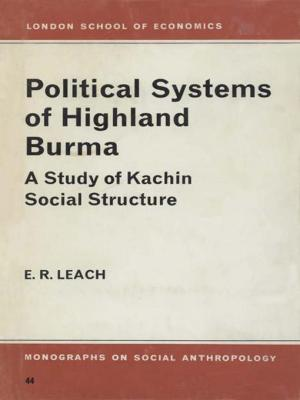 LONDON SCHOOL OF ECONOMICS
Political Systems
of Highland
Burma
A Study of Kachin
Social Structure
E. R. LEACH
MONOGRAPHS ON SOCIAL ANTHROPOLOGY
44